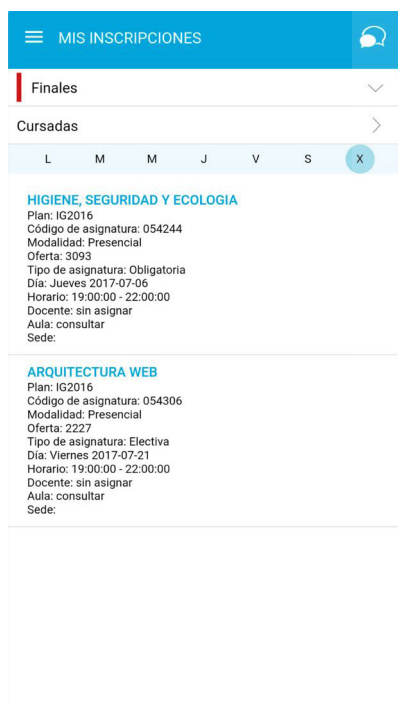 MIS INSCRIPCIONES
Finales
Cursadas
L M M J V S X
HIGIENE, SEGURIDAD Y ECOLOGIA
Plan: IG2016
Código de asignatura: 054244
Modalidad: Presencial
Oferta: 3093
Tipo de asignatura: Obligatoria
Día: Jueves 2017-07-06
Horario: 19:00:00 - 22:00:00
Docente: sin asignar
Aula: consultar
Sede:
ARQUITECTURA WEB
Plan: IG2016
Código de asignatura: 054306
Modalidad: Presencial
Oferta: 2227
Tipo de asignatura: Electiva
Día: Viernes 2017-07-21
Horario: 19:00:00 - 22:00:00
Docente: sin asignar
Aula: consultar
Sede: